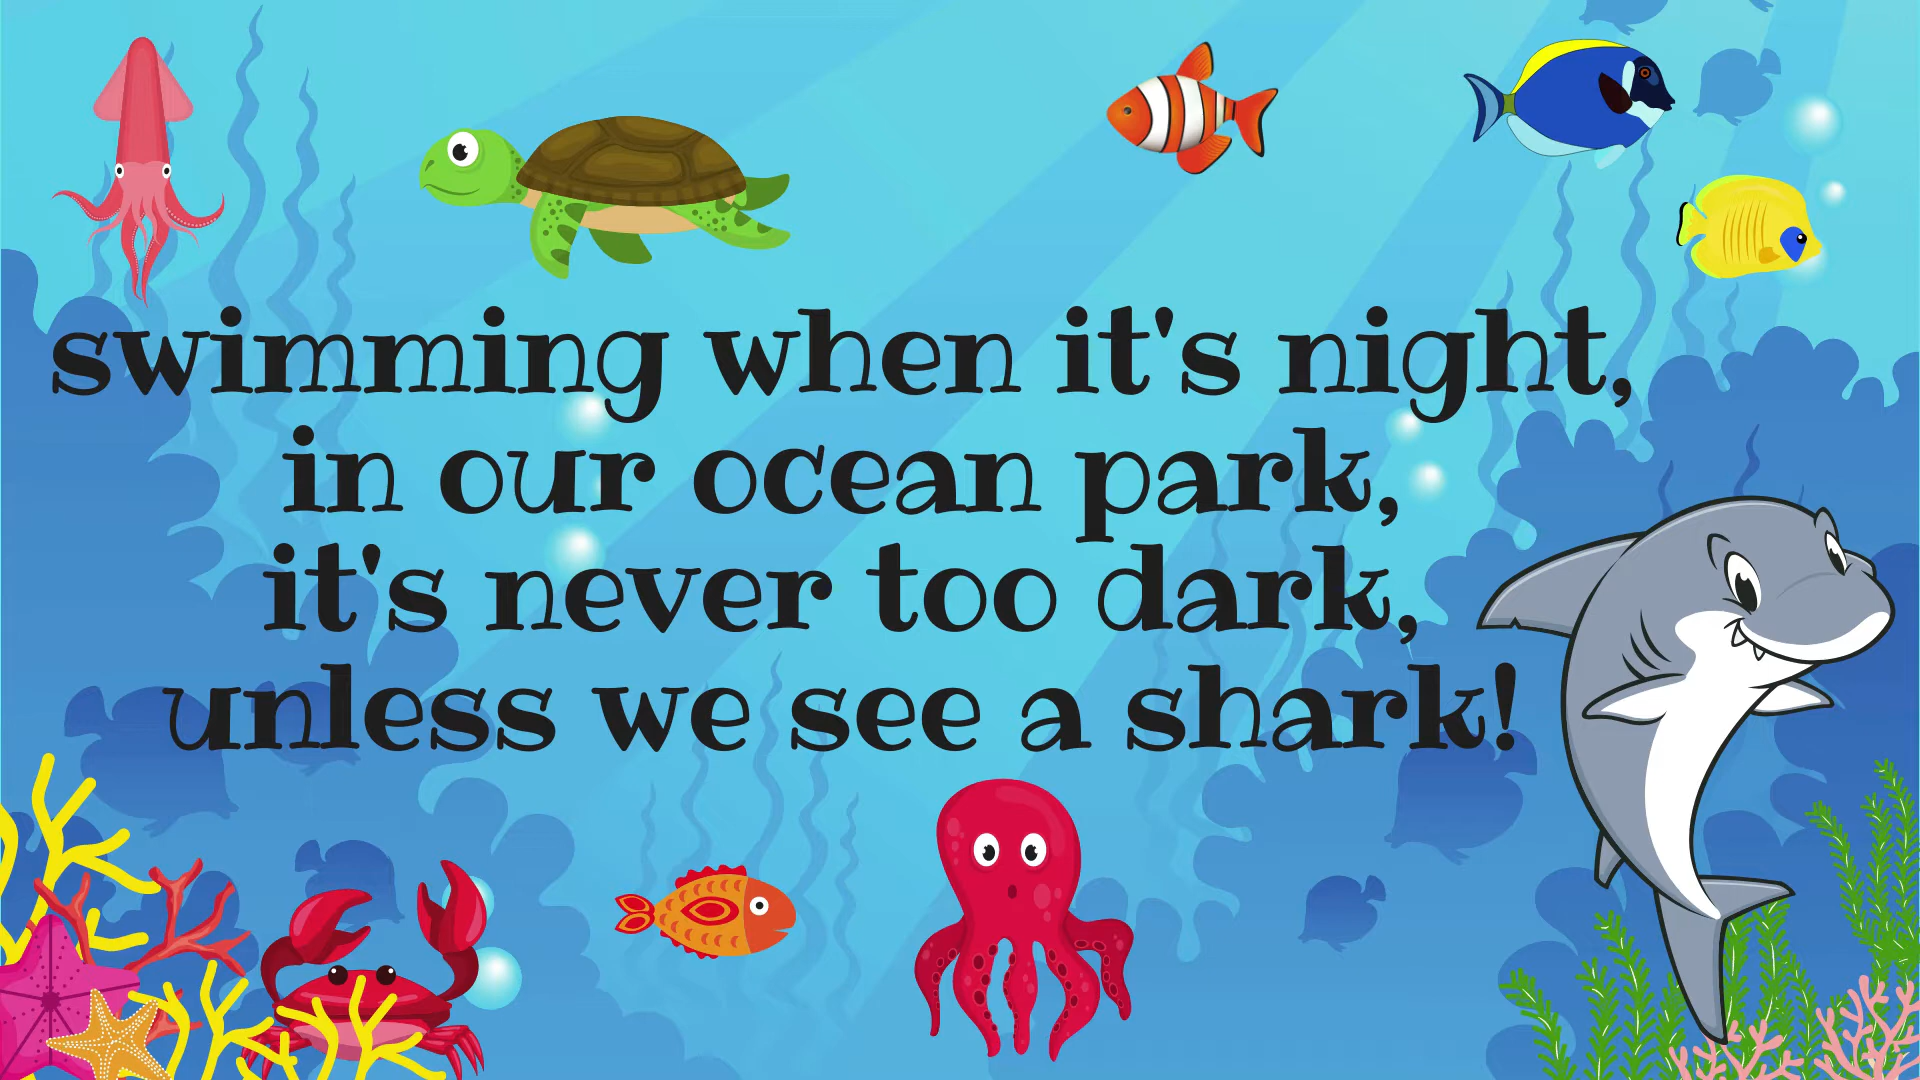 swimming when it's night,
in our ocean park,
it's never too dark,
unless we see a shark!